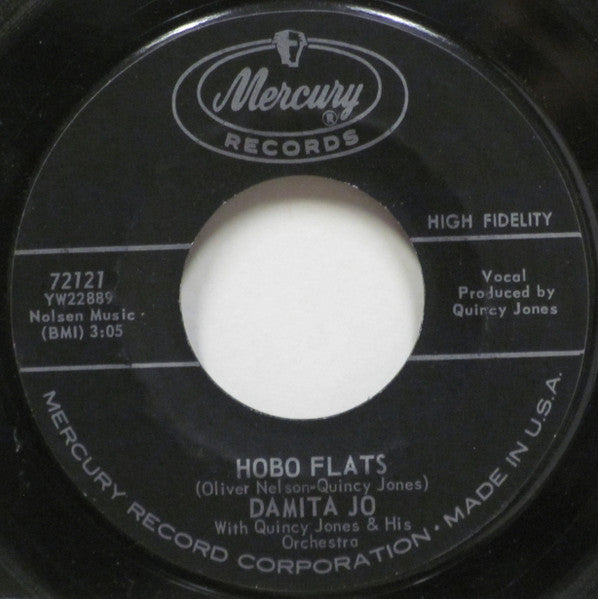 Mercury
®
RECORDS
HIGH FIDELITY
72121
YW22889
Nolsen Music ·
(BMI) 3:05
Vocal
Produced by
Quincy Jones
HOBO FLATS
(Oliver Nelson-Quincy Jones)
DAMITA JO
With Quincy Jones & His
Orchestra
MERCURY RECORD CORPORATION · MADE IN U.S.A.